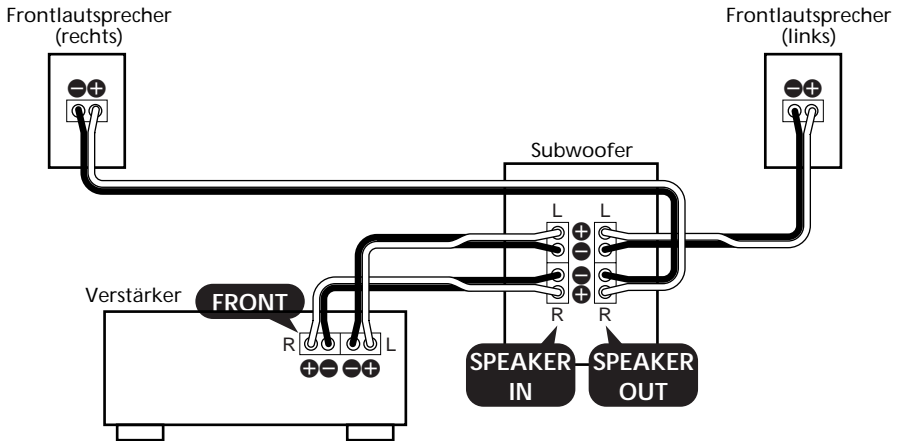 Frontlautsprecher
(rechts)
Frontlautsprecher
(links)
− +
− +
Subwoofer
L L
+
−
−
+
R R
Verstärker
FRONT
R L
+ − − +
SPEAKER
IN
SPEAKER
OUT